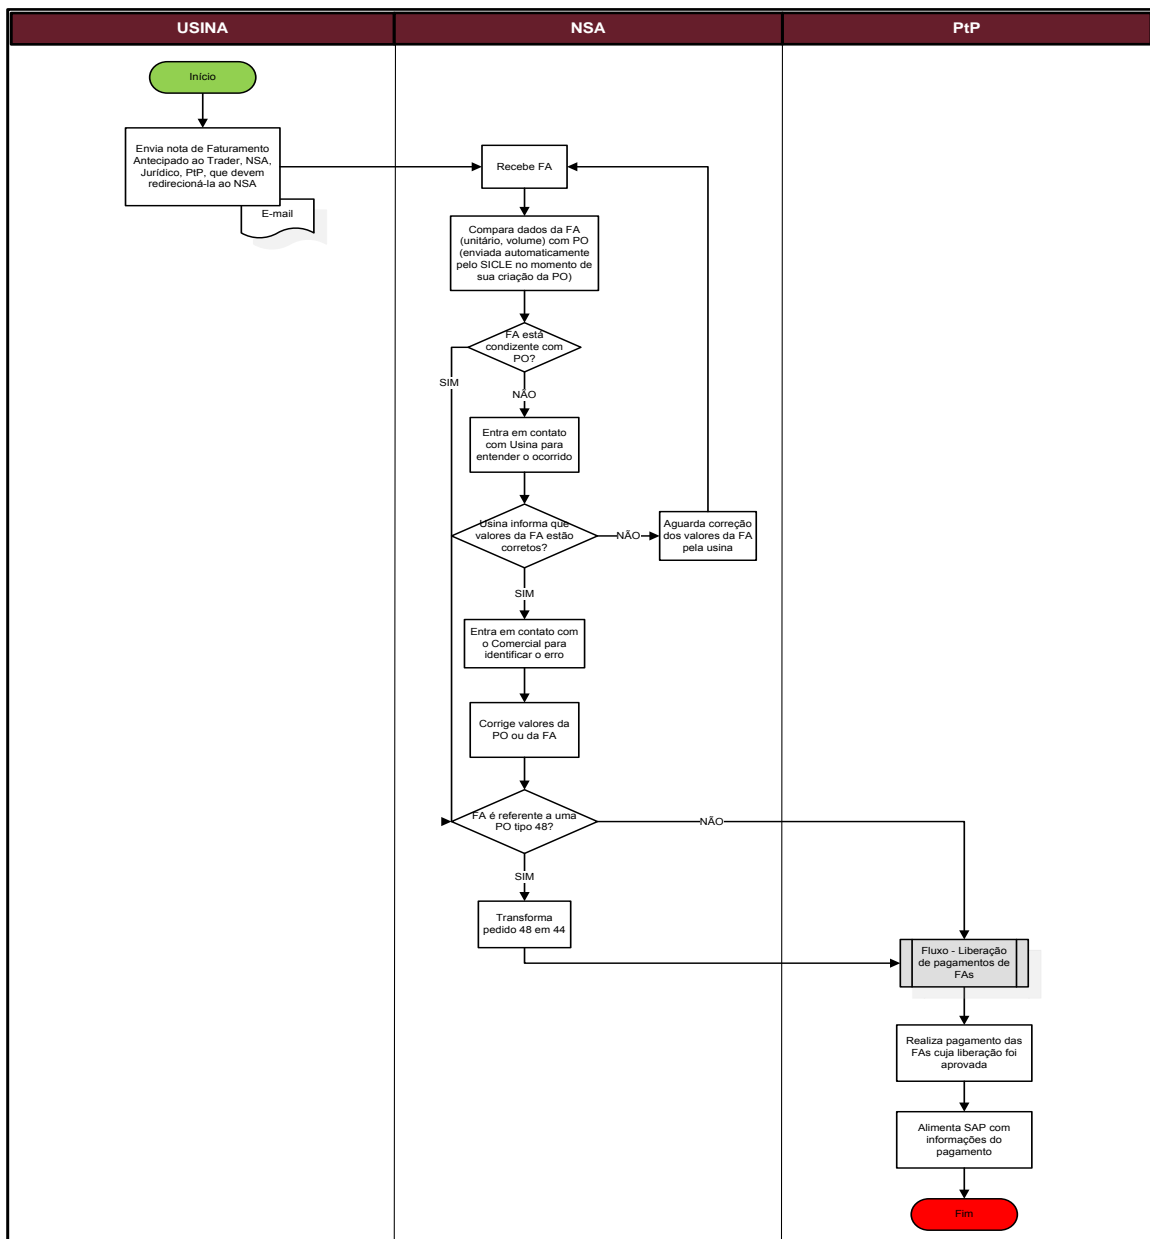 USINA
NSA
PtP
Início
Envia nota de Faturamento
Antecipado ao Trader, NSA,
Jurídico, PtP, que devem
redirecioná-la ao NSA
E-mail
Recebe FA
Compara dados da FA
(unitário, volume) com PO
(enviada automaticamente
pelo SICLE no momento de
sua criação da PO)
FA está
condizente com
PO?
SIM
NÃO
Entra em contato
com Usina para
entender o ocorrido
Usina informa que
valores da FA estão
corretos?
NÃO
Aguarda correção
dos valores da FA
pela usina
SIM
Entra em contato com
o Comercial para
identificar o erro
Corrige valores da
PO ou da FA
FA é referente a uma
PO tipo 48?
NÃO
SIM
Transforma
pedido 48 em 44
Fluxo - Liberação
de pagamentos de
FAs
Realiza pagamento das
FAs cuja liberação foi
aprovada
Alimenta SAP com
informações do
pagamento
Fim